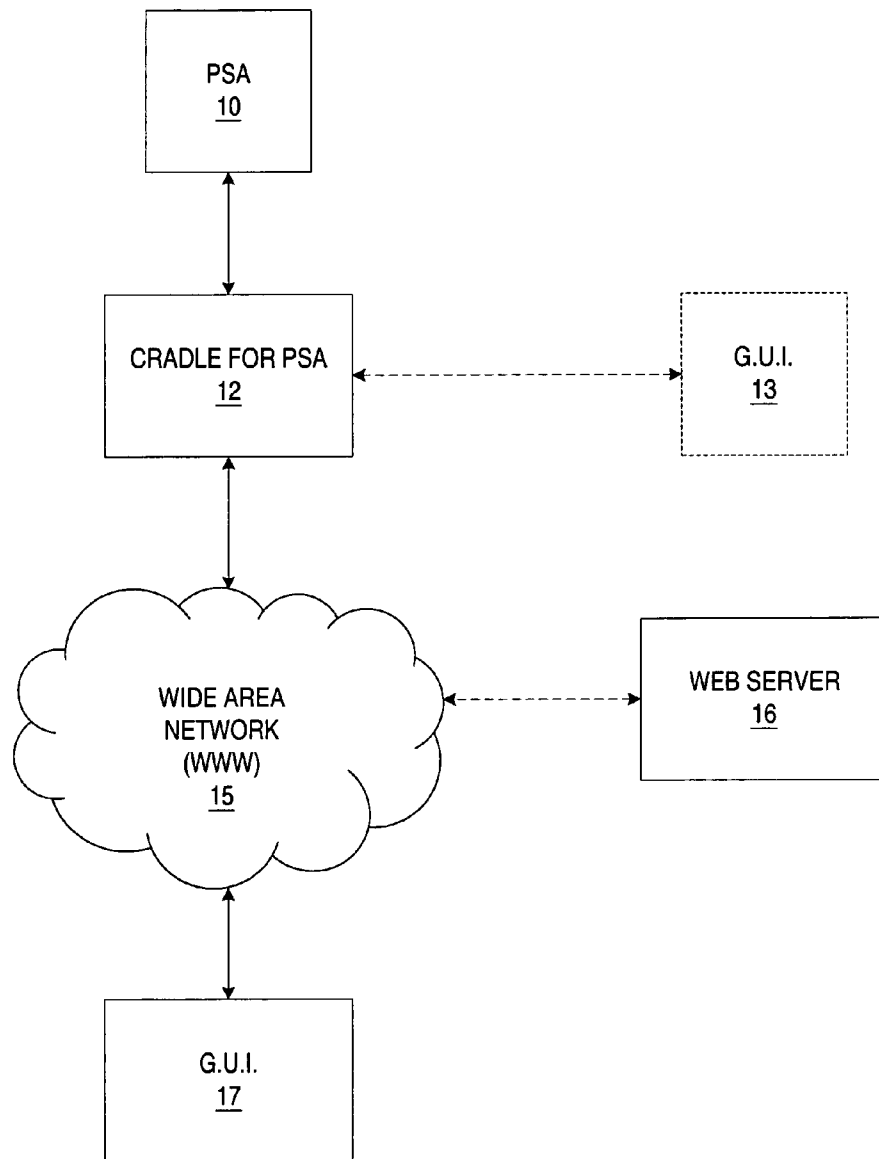 PSA
10
CRADLE FOR PSA
12
G.U.I.
13
WIDE AREA
NETWORK
(WWW)
15
WEB SERVER
16
G.U.I.
17